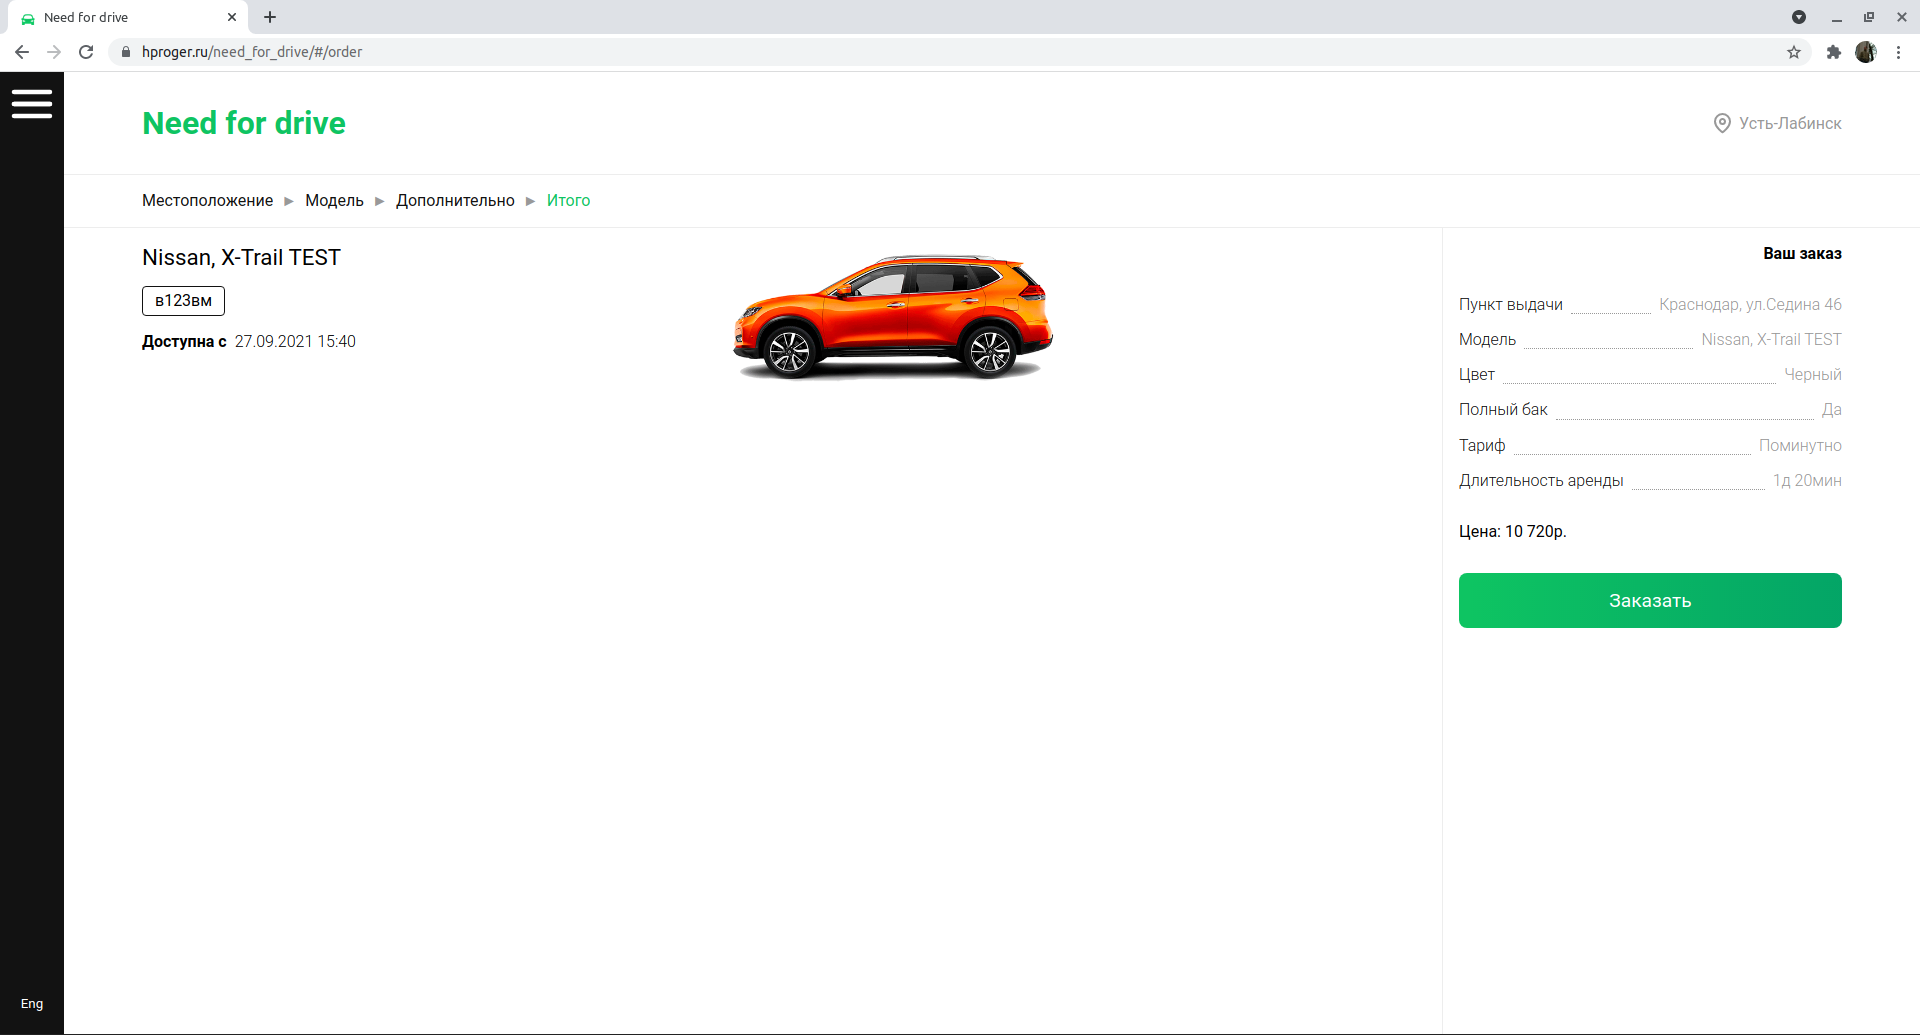 Need for drive
hproger.ru/need_for_drive/#/order
Need for drive
Усть-Лабинск
Местоположение ► Модель ► Дополнительно ► Итого
Nissan, X-Trail TEST
в123вм
Доступна с 27.09.2021 15:40
Ваш заказ
Пункт выдачи Краснодар, ул.Седина 46
Модель Nissan, X-Trail TEST
Цвет Черный
Полный бак Да
Тариф Поминутно
Длительность аренды 1д 20мин
Цена: 10 720р.
Заказать
Eng